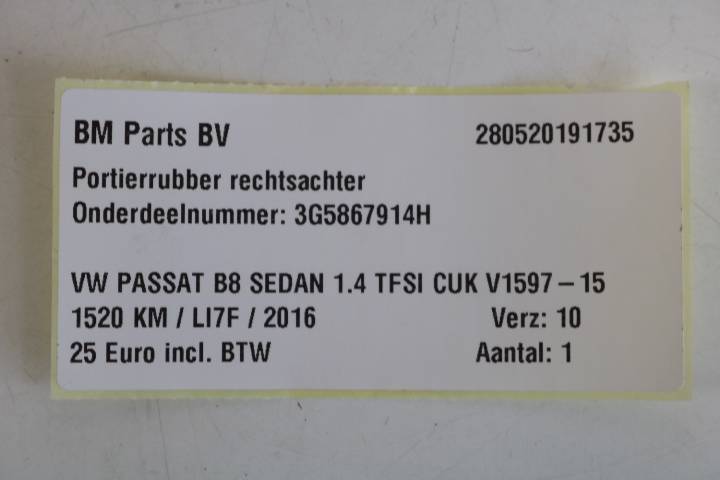 BM Parts BV 280520191735
Portierrubber rechtsachter
Onderdeelnummer: 3G5867914H
VW PASSAT B8 SEDAN 1.4 TFSI CUK V1597 – 15
1520 KM / LI7F / 2016 Verz: 10
25 Euro incl. BTW Aantal: 1